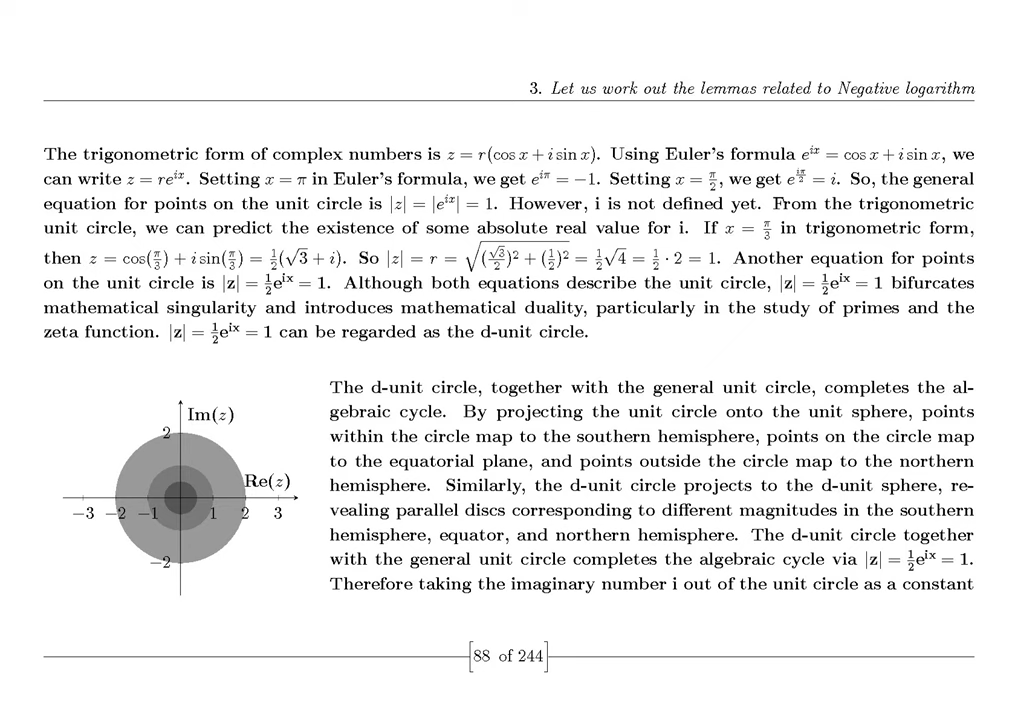 3. Let us work out the lemmas related to Negative logarithm
The trigonometric form of complex numbers is z = r(cos x + i sin x). Using Euler's formula e^{ix} = cos x + i sin x, we
can write z = re^{ix}. Setting x = π in Euler's formula, we get e^{iπ} = −1. Setting x = π/2, we get e^{iπ/2} = i. So, the general
equation for points on the unit circle is |z| = |e^{ix}| = 1. However, i is not defined yet. From the trigonometric
unit circle, we can predict the existence of some absolute real value for i. If x = π/3 in trigonometric form,
then z = cos(π/3) + i sin(π/3) = 1/2(√3 + i). So |z| = r = √((√3/2)² + (1/2)²) = 1/2√4 = 1/2 · 2 = 1. Another equation for points
on the unit circle is |z| = 1/2 e^{ix} = 1. Although both equations describe the unit circle, |z| = 1/2 e^{ix} = 1 bifurcates
mathematical singularity and introduces mathematical duality, particularly in the study of primes and the
zeta function. |z| = 1/2 e^{ix} = 1 can be regarded as the d-unit circle.
Im(z)
2
Re(z)
−3 −2 −1 1 2 3
−2
The d-unit circle, together with the general unit circle, completes the al-
gebraic cycle. By projecting the unit circle onto the unit sphere, points
within the circle map to the southern hemisphere, points on the circle map
to the equatorial plane, and points outside the circle map to the northern
hemisphere. Similarly, the d-unit circle projects to the d-unit sphere, re-
vealing parallel discs corresponding to different magnitudes in the southern
hemisphere, equator, and northern hemisphere. The d-unit circle together
with the general unit circle completes the algebraic cycle via |z| = 1/2 e^{ix} = 1.
Therefore taking the imaginary number i out of the unit circle as a constant
88 of 244